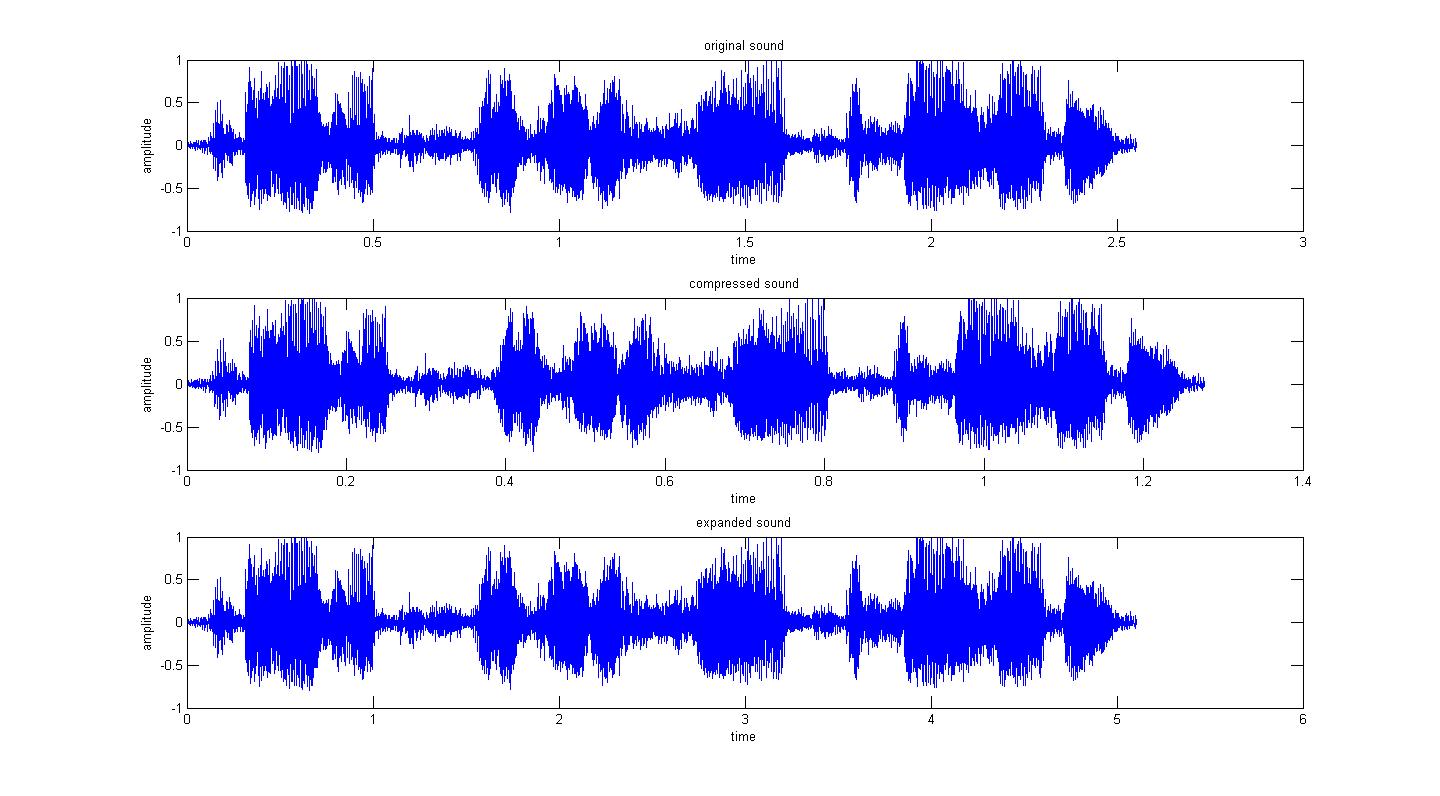 original sound
1
0.5
0
-0.5
-1
amplitude
0 0.5 1 1.5 2 2.5 3
time
compressed sound
1
0.5
0
-0.5
-1
amplitude
0 0.2 0.4 0.6 0.8 1 1.2 1.4
time
expanded sound
1
0.5
0
-0.5
-1
amplitude
0 1 2 3 4 5 6
time